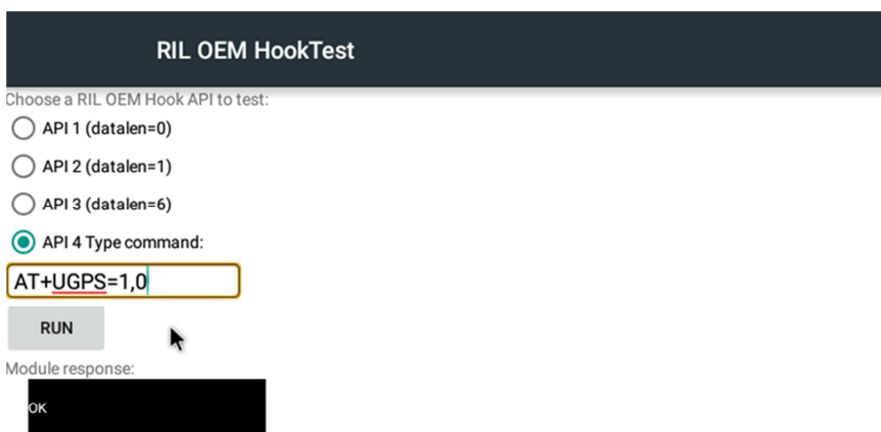 RIL OEM HookTest
Choose a RIL OEM Hook API to test:
API 1 (datalen=0)
API 2 (datalen=1)
API 3 (datalen=6)
API 4 Type command:
AT+UGPS=1,0
RUN
Module response:
OK